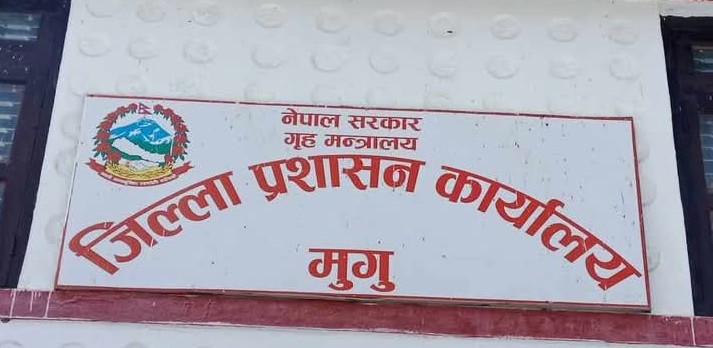 नेपाल सरकार
गृह मन्त्रालय
जिल्ला प्रशासन कार्यालय
मुगु